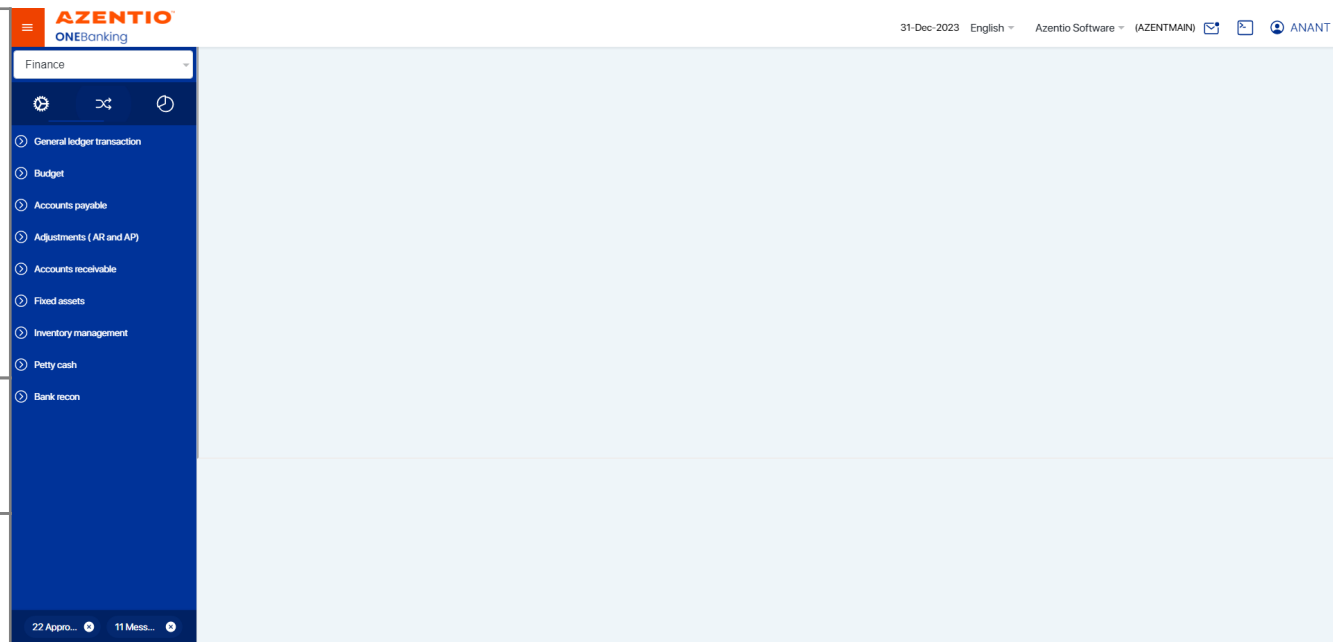 AZENTIO
ONEBanking
31-Dec-2023 English Azentio Software (AZENTMAIN) ANANT
Finance
General ledger transaction
Budget
Accounts payable
Adjustments ( AR and AP)
Accounts receivable
Fixed assets
Inventory management
Petty cash
Bank recon
22 Appro... 11 Mess...